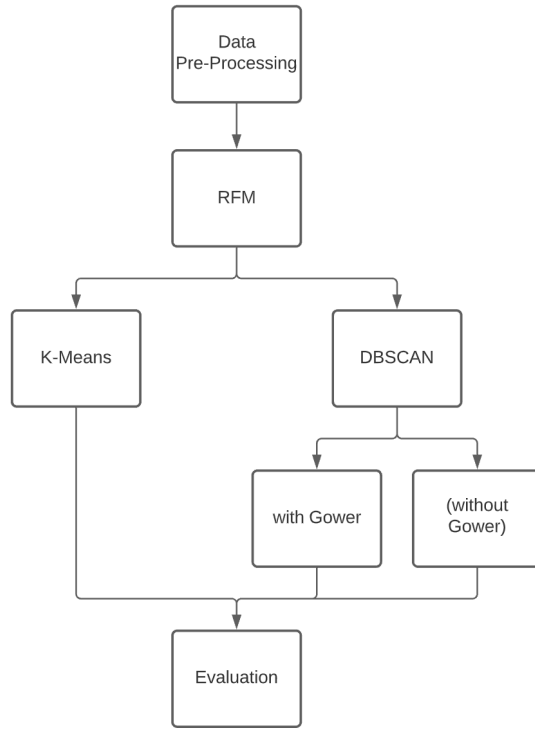 Data
Pre-Processing
RFM
K-Means
DBSCAN
with Gower
(without
Gower)
Evaluation